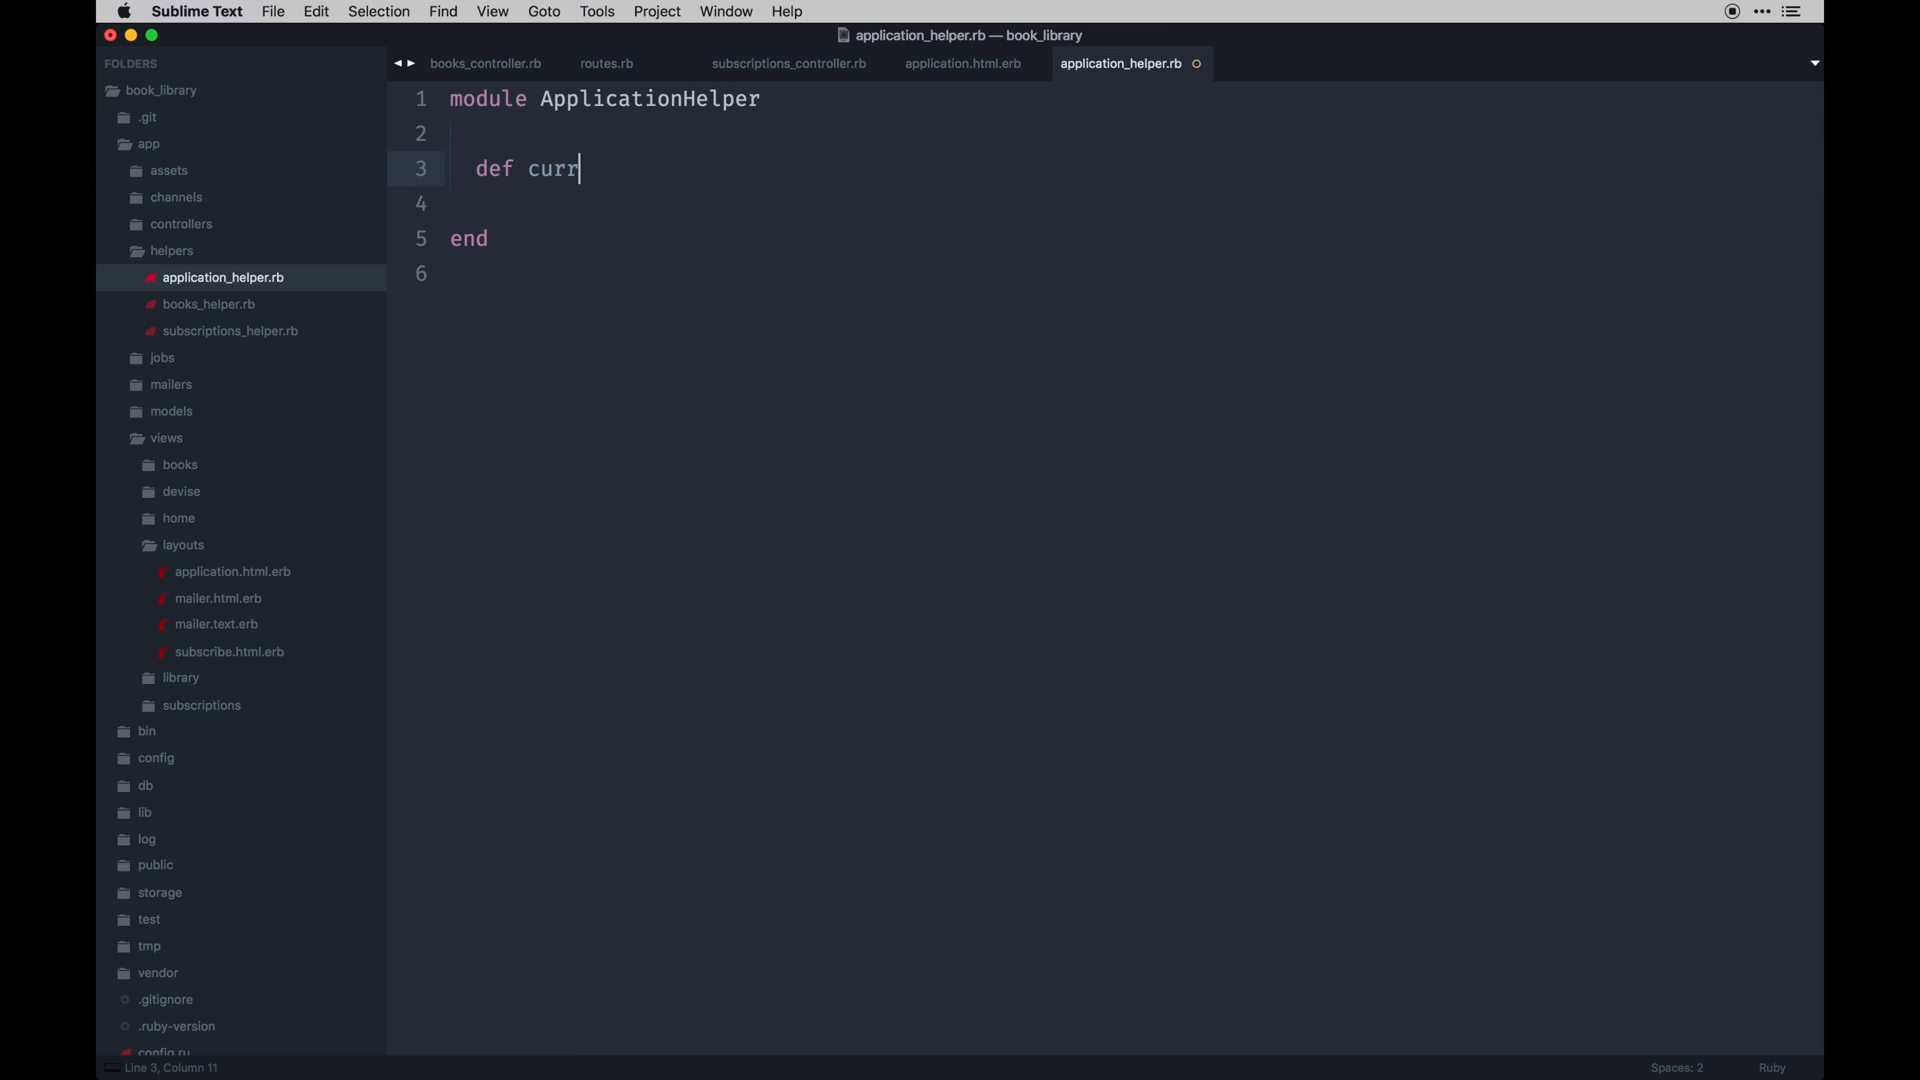 Sublime Text File Edit Selection Find View Goto Tools Project Window Help
application_helper.rb — book_library
FOLDERS
books_controller.rb routes.rb subscriptions_controller.rb application.html.erb application_helper.rb
book_library
.git
app
assets
channels
controllers
helpers
application_helper.rb
books_helper.rb
subscriptions_helper.rb
jobs
mailers
models
views
books
devise
home
layouts
application.html.erb
mailer.html.erb
mailer.text.erb
subscribe.html.erb
library
subscriptions
bin
config
db
lib
log
public
storage
test
tmp
vendor
.gitignore
.ruby-version
config.ru
1 module ApplicationHelper
2
3 def curr
4
5 end
6
Line 3, Column 11 Spaces: 2 Ruby